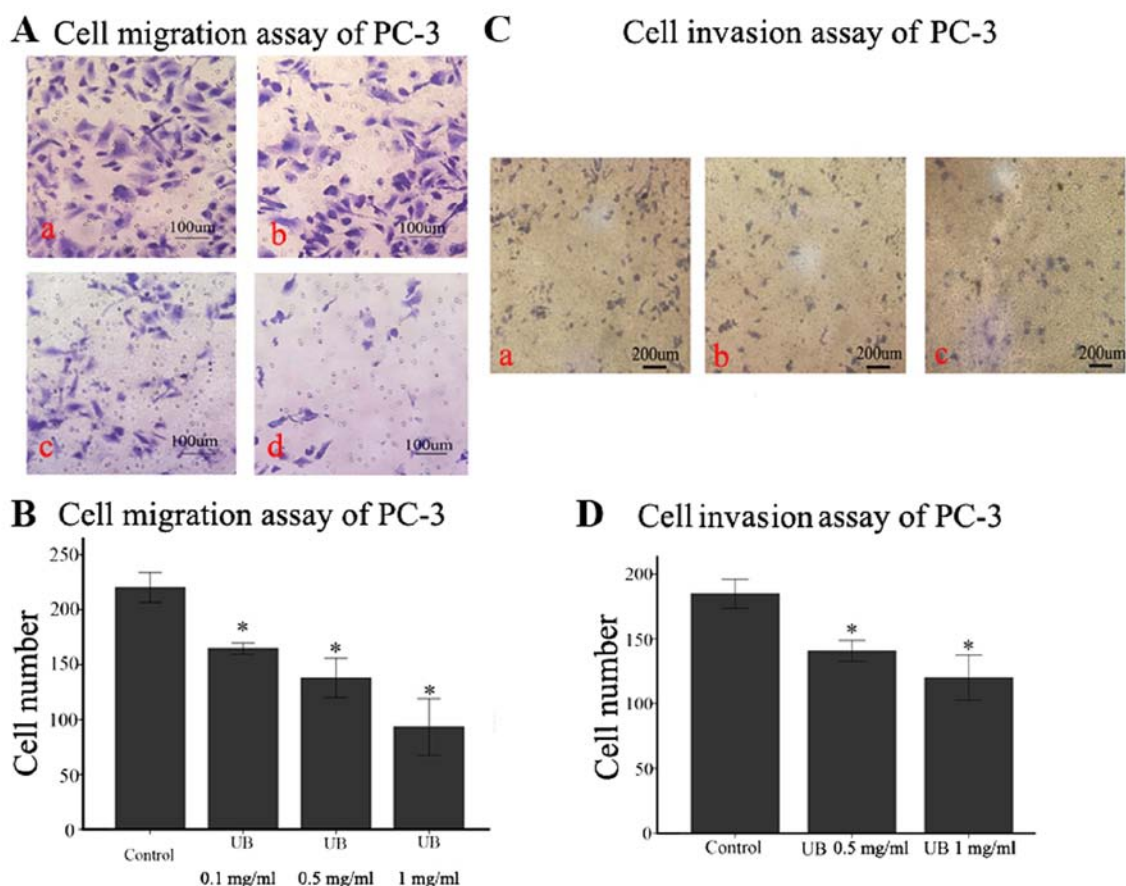 A Cell migration assay of PC-3
a 100um
b 100um
c 100um
d 100um
B Cell migration assay of PC-3
Cell number
250
200
150
100
50
0
*
*
*
Control
UB
0.1 mg/ml
UB
0.5 mg/ml
UB
1 mg/ml
C Cell invasion assay of PC-3
a 200um
b 200um
c 200um
D Cell invasion assay of PC-3
Cell number
200
150
100
50
0
*
*
Control
UB 0.5 mg/ml
UB 1 mg/ml